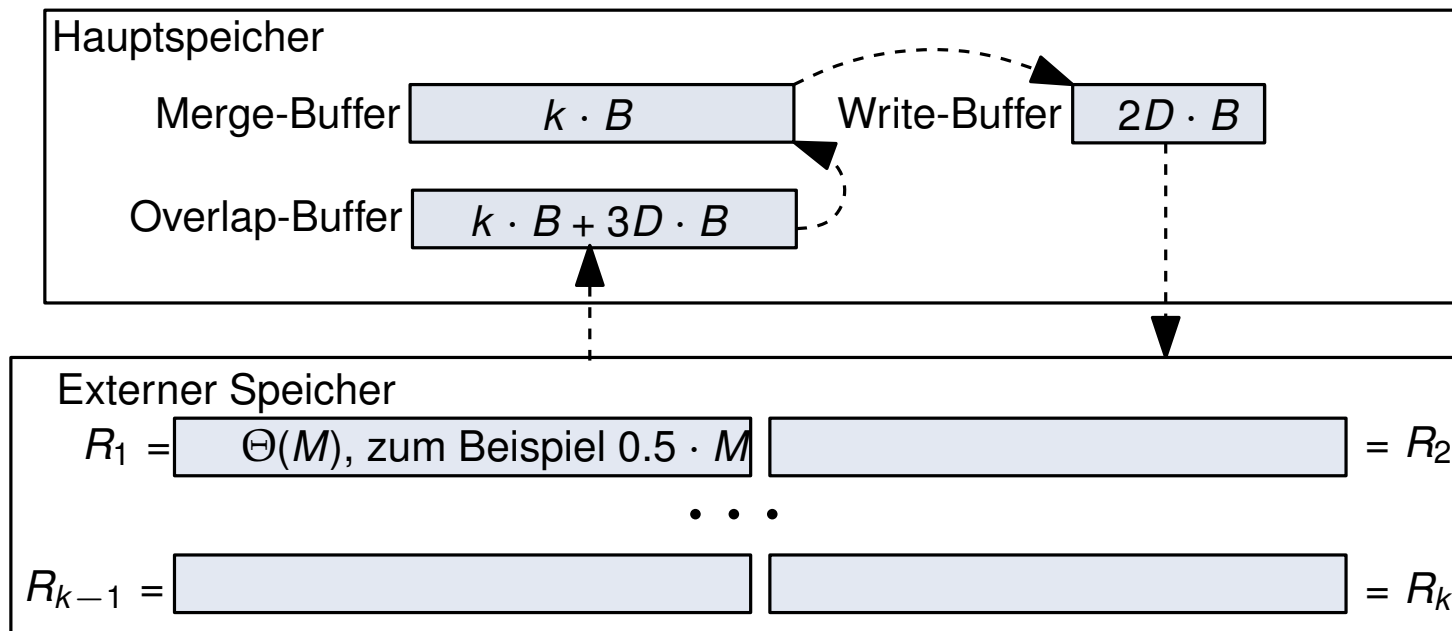 Hauptspeicher
Merge-Buffer k · B Write-Buffer 2D · B
Overlap-Buffer k · B + 3D · B
Externer Speicher
R₁ = Θ(M), zum Beispiel 0.5 · M = R₂
• • •
Rₖ₋₁ = = Rₖ